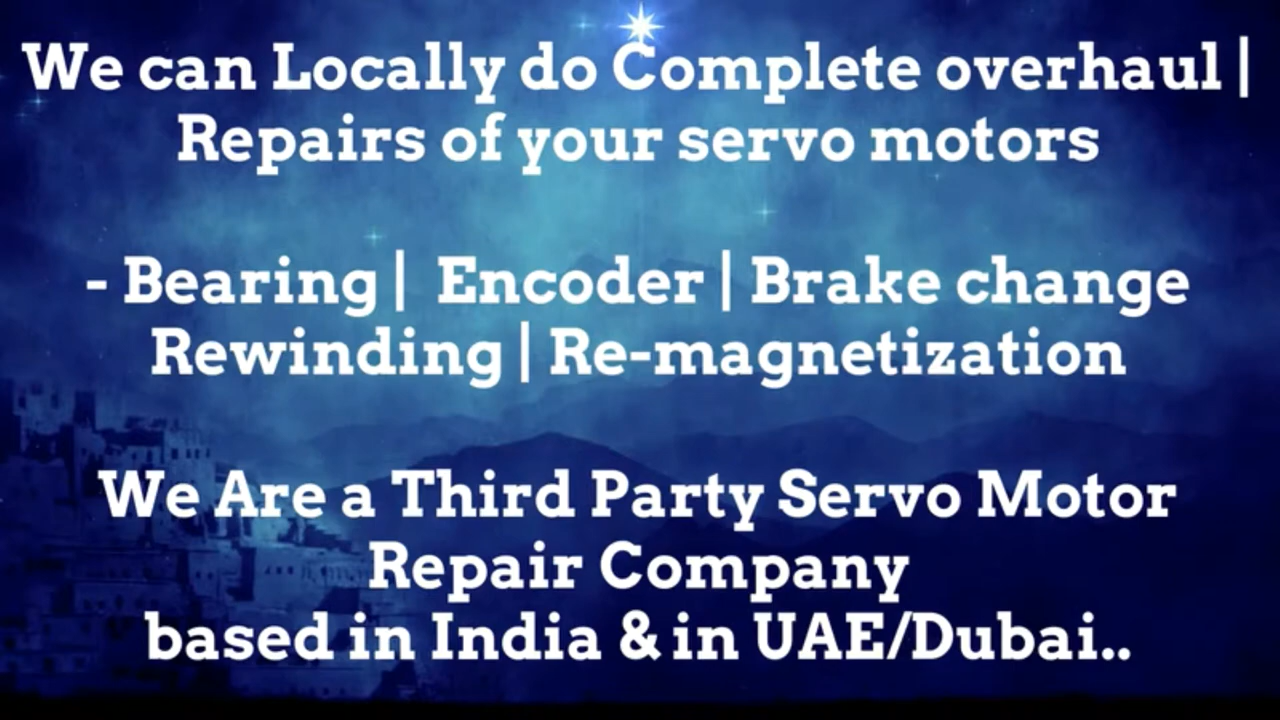 We can Locally do Complete overhaul |
Repairs of your servo motors
- Bearing | Encoder | Brake change
Rewinding | Re-magnetization
We Are a Third Party Servo Motor
Repair Company
based in India & in UAE/Dubai..